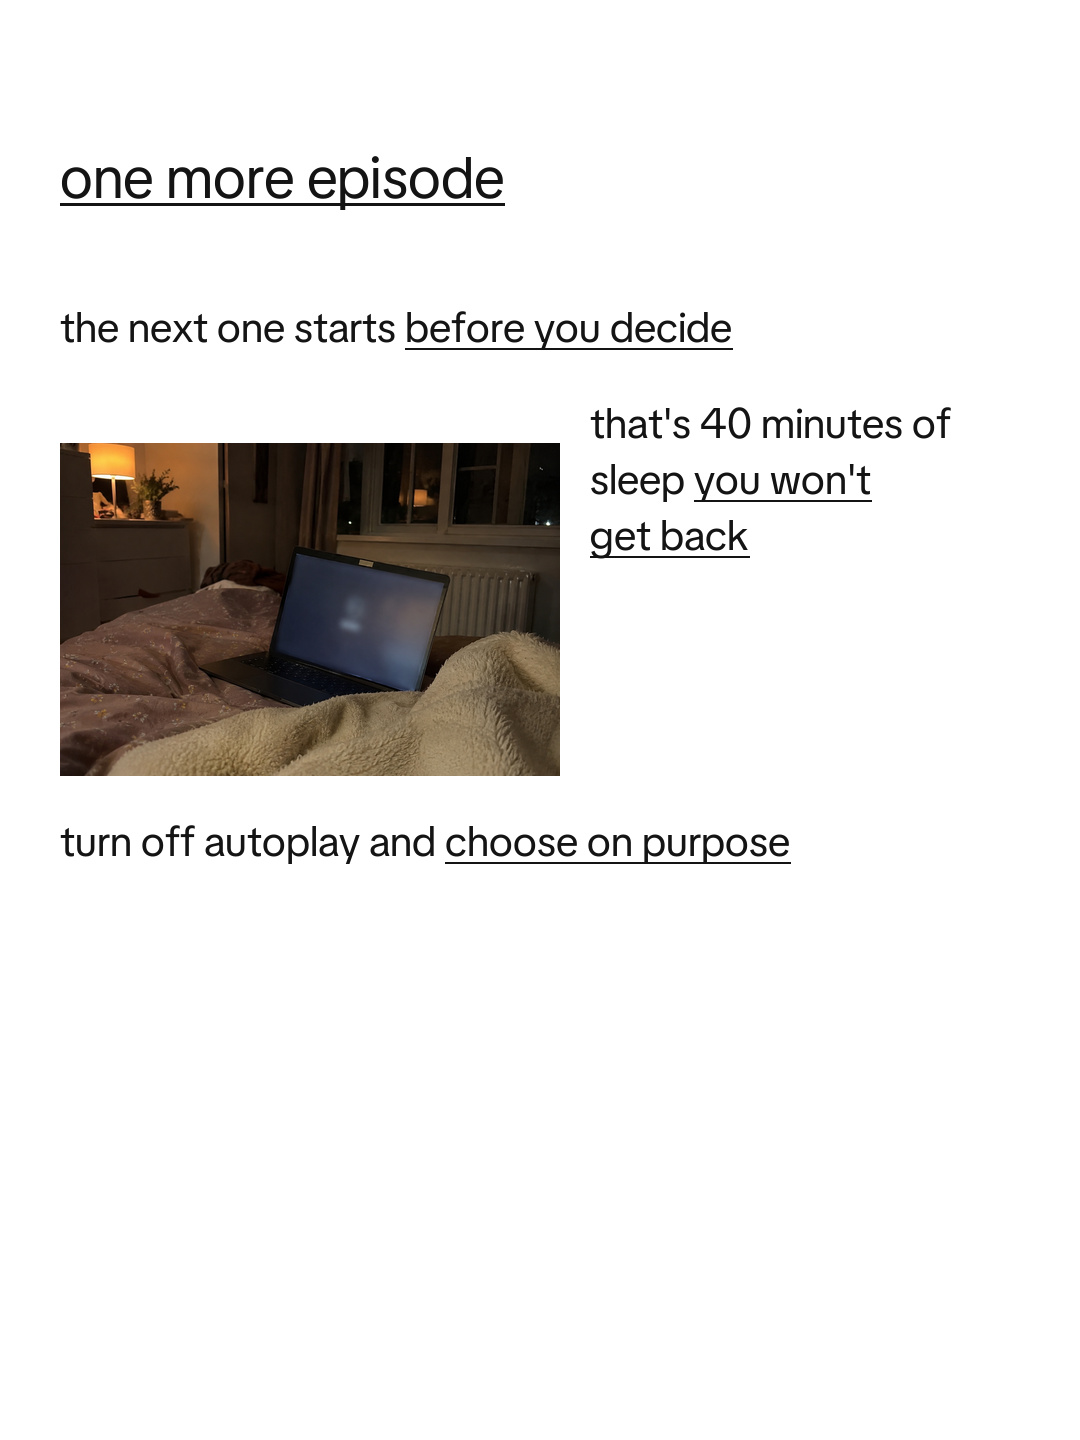 one more episode
the next one starts before you decide
that's 40 minutes of
sleep you won't
get back
turn off autoplay and choose on purpose